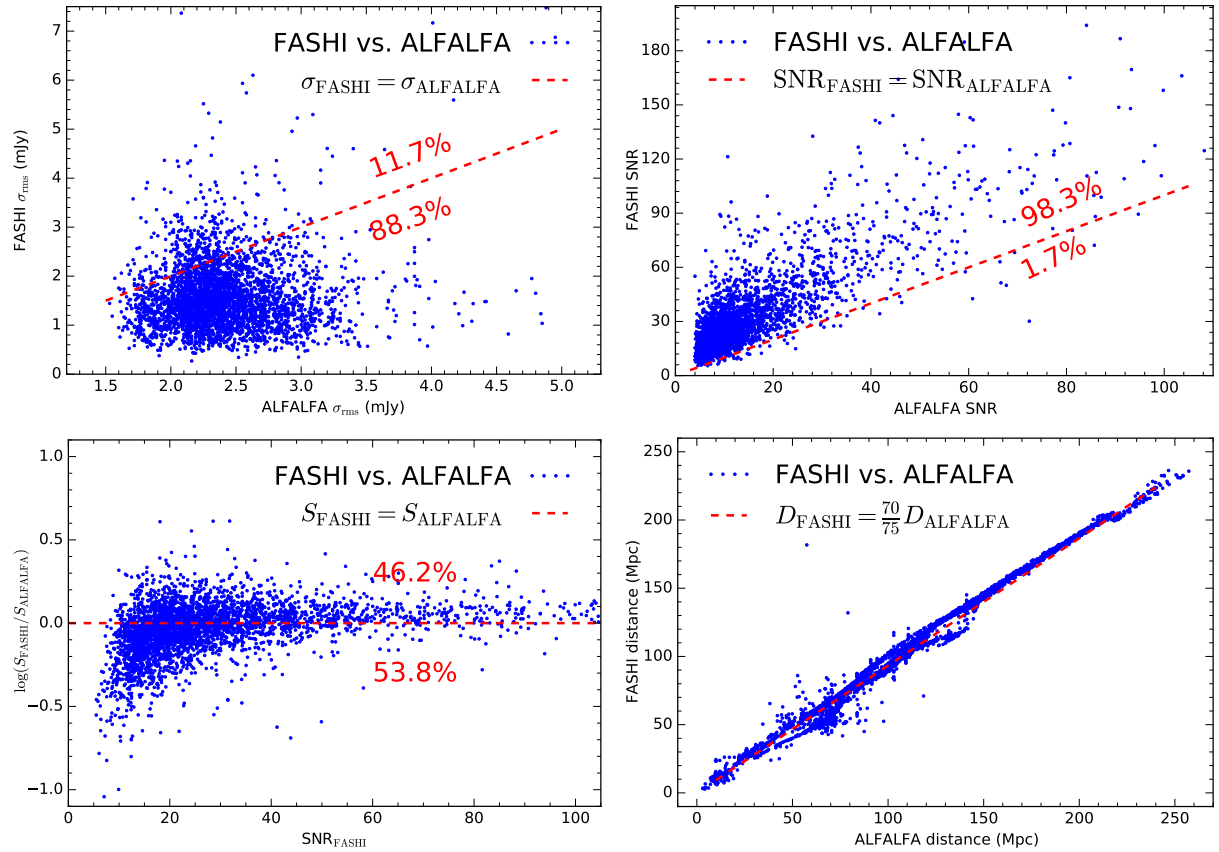 FASHI vs. ALFALFA
σ_FASHI = σ_ALFALFA
11.7%
88.3%
FASHI σ_rms (mJy)
7
6
5
4
3
2
1
0
1.5 2.0 2.5 3.0 3.5 4.0 4.5 5.0
ALFALFA σ_rms (mJy)
FASHI vs. ALFALFA
SNR_FASHI = SNR_ALFALFA
98.3%
1.7%
FASHI SNR
180
150
120
90
60
30
0
0 20 40 60 80 100
ALFALFA SNR
FASHI vs. ALFALFA
S_FASHI = S_ALFALFA
46.2%
53.8%
log(S_FASHI/S_ALFALFA)
1.0
0.5
0.0
−0.5
−1.0
0 20 40 60 80 100
SNR_FASHI
FASHI vs. ALFALFA
D_FASHI = 70/75 D_ALFALFA
FASHI distance (Mpc)
250
200
150
100
50
0
0 50 100 150 200 250
ALFALFA distance (Mpc)